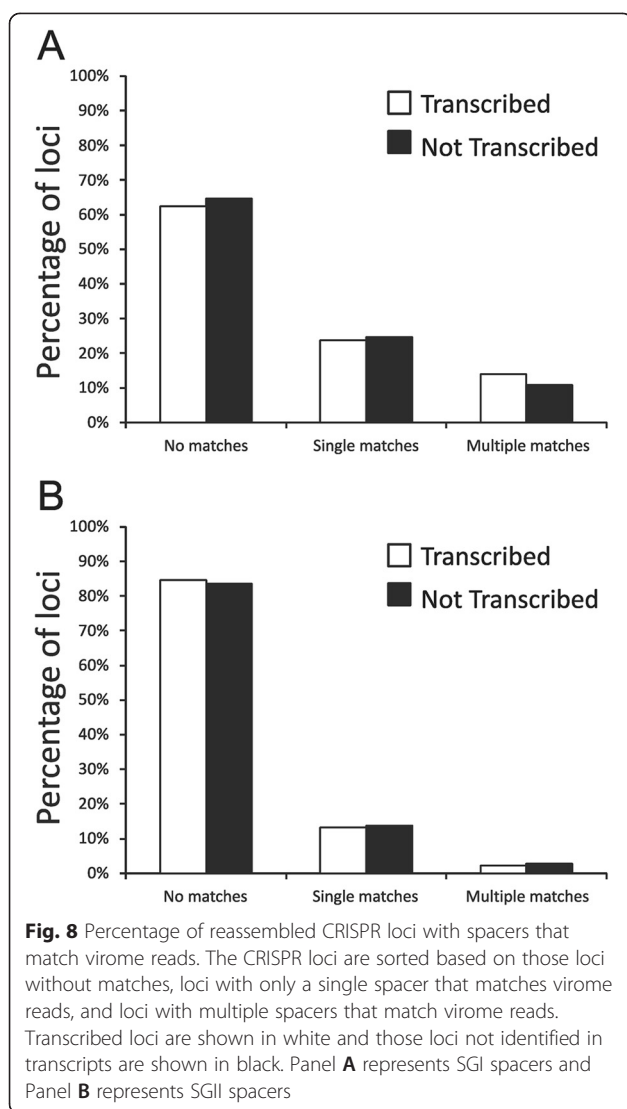 A
100%
90%
80%
70%
60%
50%
40%
30%
20%
10%
0%
Percentage of loci
Transcribed
Not Transcribed
No matches Single matches Multiple matches
B
100%
90%
80%
70%
60%
50%
40%
30%
20%
10%
0%
Percentage of loci
Transcribed
Not Transcribed
No matches Single matches Multiple matches
Fig. 8 Percentage of reassembled CRISPR loci with spacers that
match virome reads. The CRISPR loci are sorted based on those loci
without matches, loci with only a single spacer that matches virome
reads, and loci with multiple spacers that match virome reads.
Transcribed loci are shown in white and those loci not identified in
transcripts are shown in black. Panel A represents SGI spacers and
Panel B represents SGII spacers